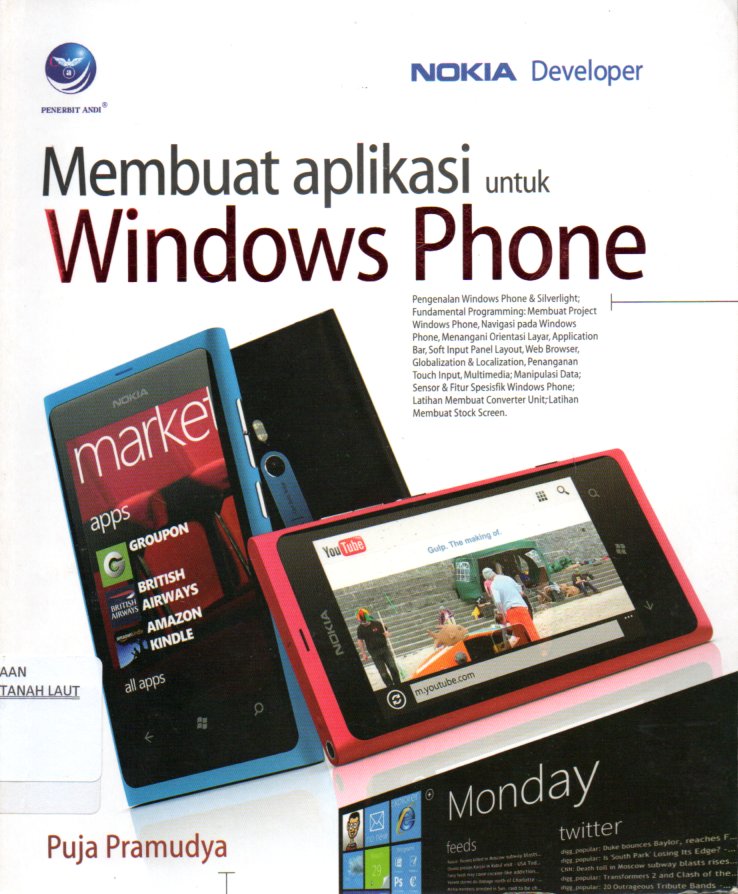 PENERBIT ANDI®
NOKIA Developer
Membuat aplikasi untuk
Windows Phone
Pengenalan Windows Phone & Silverlight;
Fundamental Programming: Membuat Project
Windows Phone, Navigasi pada Windows
Phone, Menangani Orientasi Layar, Application
Bar, Soft Input Panel Layout, Web Browser,
Globalization & Localization, Penanganan
Touch Input, Multimedia; Manipulasi Data;
Sensor & Fitur Spesisfik Windows Phone;
Latihan Membuat Converter Unit; Latihan
Membuat Stock Screen.
NOKIA
market
apps
GROUPON
BRITISH
AIRWAYS
BRITISH
AIRWAYS
AMAZON
KINDLE
all apps
NOKIA
YouTube
Gulp. The making of.
m.youtube.com
AAN
TANAH LAUT
Monday
feeds
twitter
digg_popular: Duke bounces Baylor, reaches F...
digg_popular: Is South Park Losing Its Edge? -...
CNN: Death toll in Moscow subway blasts rises...
digg_popular: Transformers 2 and Clash of the...
digg_popular: 20 Outrageous Tribute Bands -...
Puja Pramudya